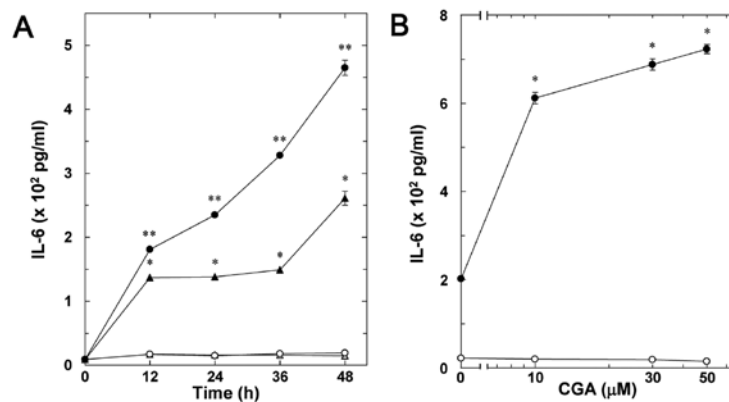 A
IL-6 (x 10² pg/ml)
5
4
3
2
1
0
**
**
**
**
*
*
*
*
0 12 24 36 48
Time (h)
B
IL-6 (x 10² pg/ml)
8
6
4
2
0
*
*
*
0 10 30 50
CGA (μM)